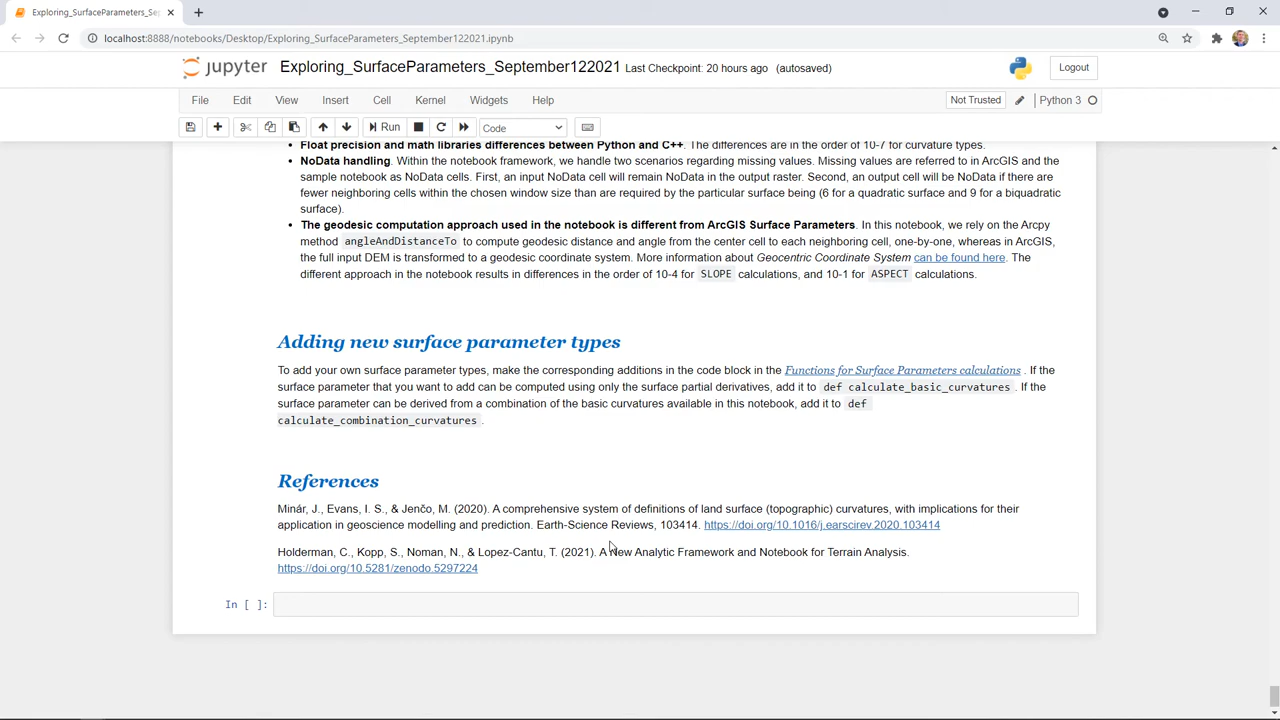 Exploring_SurfaceParameters_Se
localhost:8888/notebooks/Desktop/Exploring_SurfaceParameters_September122021.ipynb
jupyter Exploring_SurfaceParameters_September122021 Last Checkpoint: 20 hours ago (autosaved) Logout
File Edit View Insert Cell Kernel Widgets Help Not Trusted Python 3
Run Code
Float precision and math libraries differences between Python and C++. The differences are in the order of 10-7 for curvature types.
NoData handling. Within the notebook framework, we handle two scenarios regarding missing values. Missing values are referred to in ArcGIS and the
sample notebook as NoData cells. First, an input NoData cell will remain NoData in the output raster. Second, an output cell will be NoData if there are
fewer neighboring cells within the chosen window size than are required by the particular surface being (6 for a quadratic surface and 9 for a biquadratic
surface).
The geodesic computation approach used in the notebook is different from ArcGIS Surface Parameters. In this notebook, we rely on the Arcpy
method angleAndDistanceTo to compute geodesic distance and angle from the center cell to each neighboring cell, one-by-one, whereas in ArcGIS,
the full input DEM is transformed to a geodesic coordinate system. More information about Geocentric Coordinate System can be found here. The
different approach in the notebook results in differences in the order of 10-4 for SLOPE calculations, and 10-1 for ASPECT calculations.
Adding new surface parameter types
To add your own surface parameter types, make the corresponding additions in the code block in the Functions for Surface Parameters calculations . If the
surface parameter that you want to add can be computed using only the surface partial derivatives, add it to def calculate_basic_curvatures . If the
surface parameter can be derived from a combination of the basic curvatures available in this notebook, add it to def
calculate_combination_curvatures .
References
Minár, J., Evans, I. S., & Jenčo, M. (2020). A comprehensive system of definitions of land surface (topographic) curvatures, with implications for their
application in geoscience modelling and prediction. Earth-Science Reviews, 103414. https://doi.org/10.1016/j.earscirev.2020.103414
Holderman, C., Kopp, S., Noman, N., & Lopez-Cantu, T. (2021). A New Analytic Framework and Notebook for Terrain Analysis.
https://doi.org/10.5281/zenodo.5297224
In [ ]: